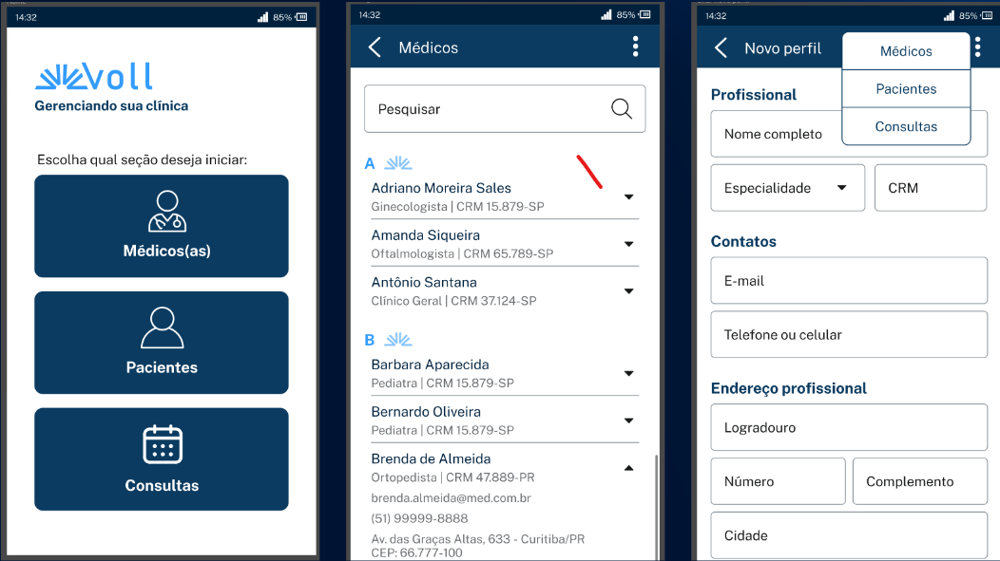 14:32
85%
Voll
Gerenciando sua clínica
Escolha qual seção deseja iniciar:
Médicos(as)
Pacientes
Consultas
14:32
85%
Médicos
Pesquisar
A
Adriano Moreira Sales
Ginecologista | CRM 15.879-SP
Amanda Siqueira
Oftalmologista | CRM 65.789-SP
Antônio Santana
Clínico Geral | CRM 37.124-SP
B
Barbara Aparecida
Pediatra | CRM 15.879-SP
Bernardo Oliveira
Pediatra | CRM 15.879-SP
Brenda de Almeida
Ortopedista | CRM 47.889-PR
brenda.almeida@med.com.br
(51) 99999-8888
Av. das Graças Altas, 633 - Curitiba/PR
CEP: 66.777-100
14:32
85%
Novo perfil
Médicos
Pacientes
Consultas
Profissional
Nome completo
Especialidade
CRM
Contatos
E-mail
Telefone ou celular
Endereço profissional
Logradouro
Número
Complemento
Cidade